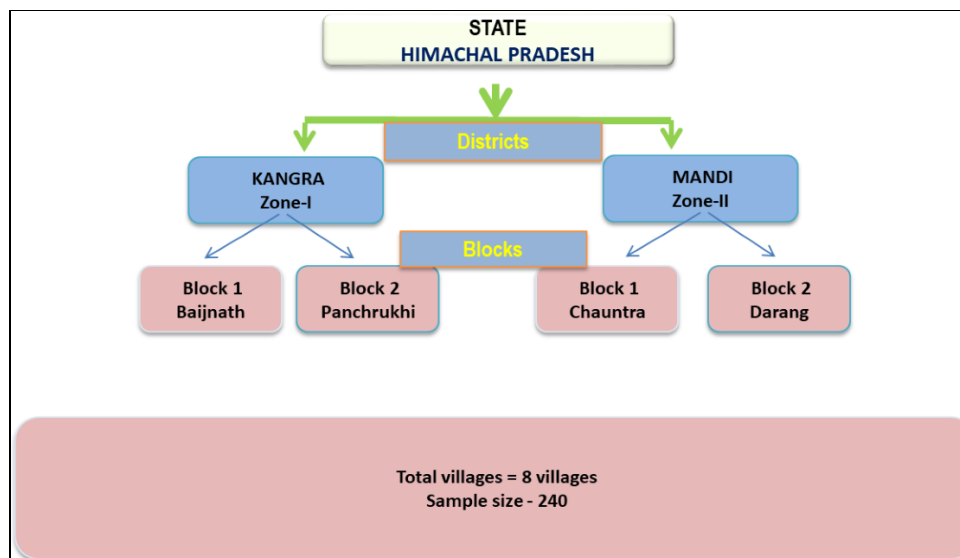 STATE
HIMACHAL PRADESH
Districts
KANGRA
Zone-I
MANDI
Zone-II
Blocks
Block 1
Baijnath
Block 2
Panchrukhi
Block 1
Chauntra
Block 2
Darang
Total villages = 8 villages
Sample size - 240